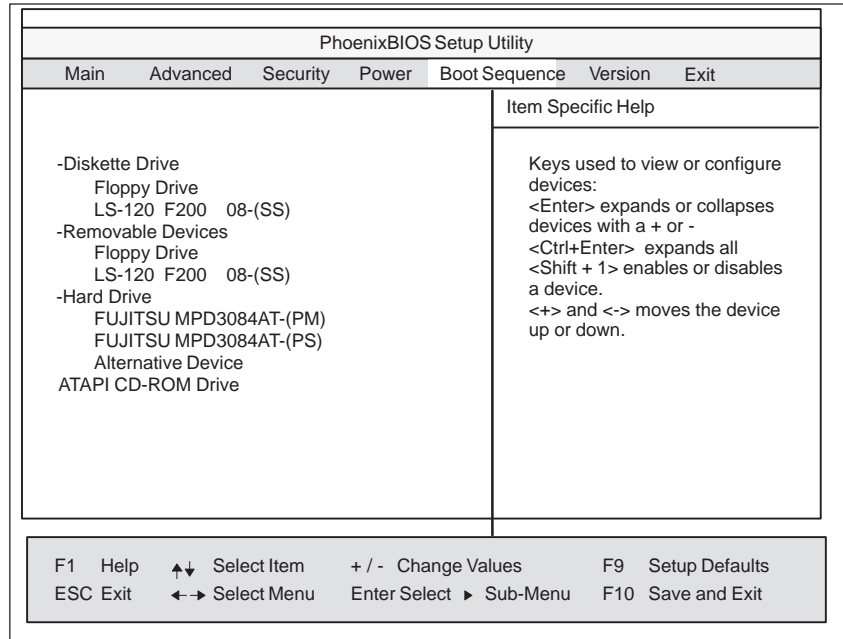 PhoenixBIOS Setup Utility
Main Advanced Security Power Boot Sequence Version Exit
Item Specific Help
-Diskette Drive
Floppy Drive
LS-120 F200 08-(SS)
-Removable Devices
Floppy Drive
LS-120 F200 08-(SS)
-Hard Drive
FUJITSU MPD3084AT-(PM)
FUJITSU MPD3084AT-(PS)
Alternative Device
ATAPI CD-ROM Drive
Keys used to view or configure
devices:
<Enter> expands or collapses
devices with a + or -
<Ctrl+Enter> expands all
<Shift + 1> enables or disables
a device.
<+> and <-> moves the device
up or down.
F1 Help Select Item + / - Change Values F9 Setup Defaults
ESC Exit Select Menu Enter Select Sub-Menu F10 Save and Exit